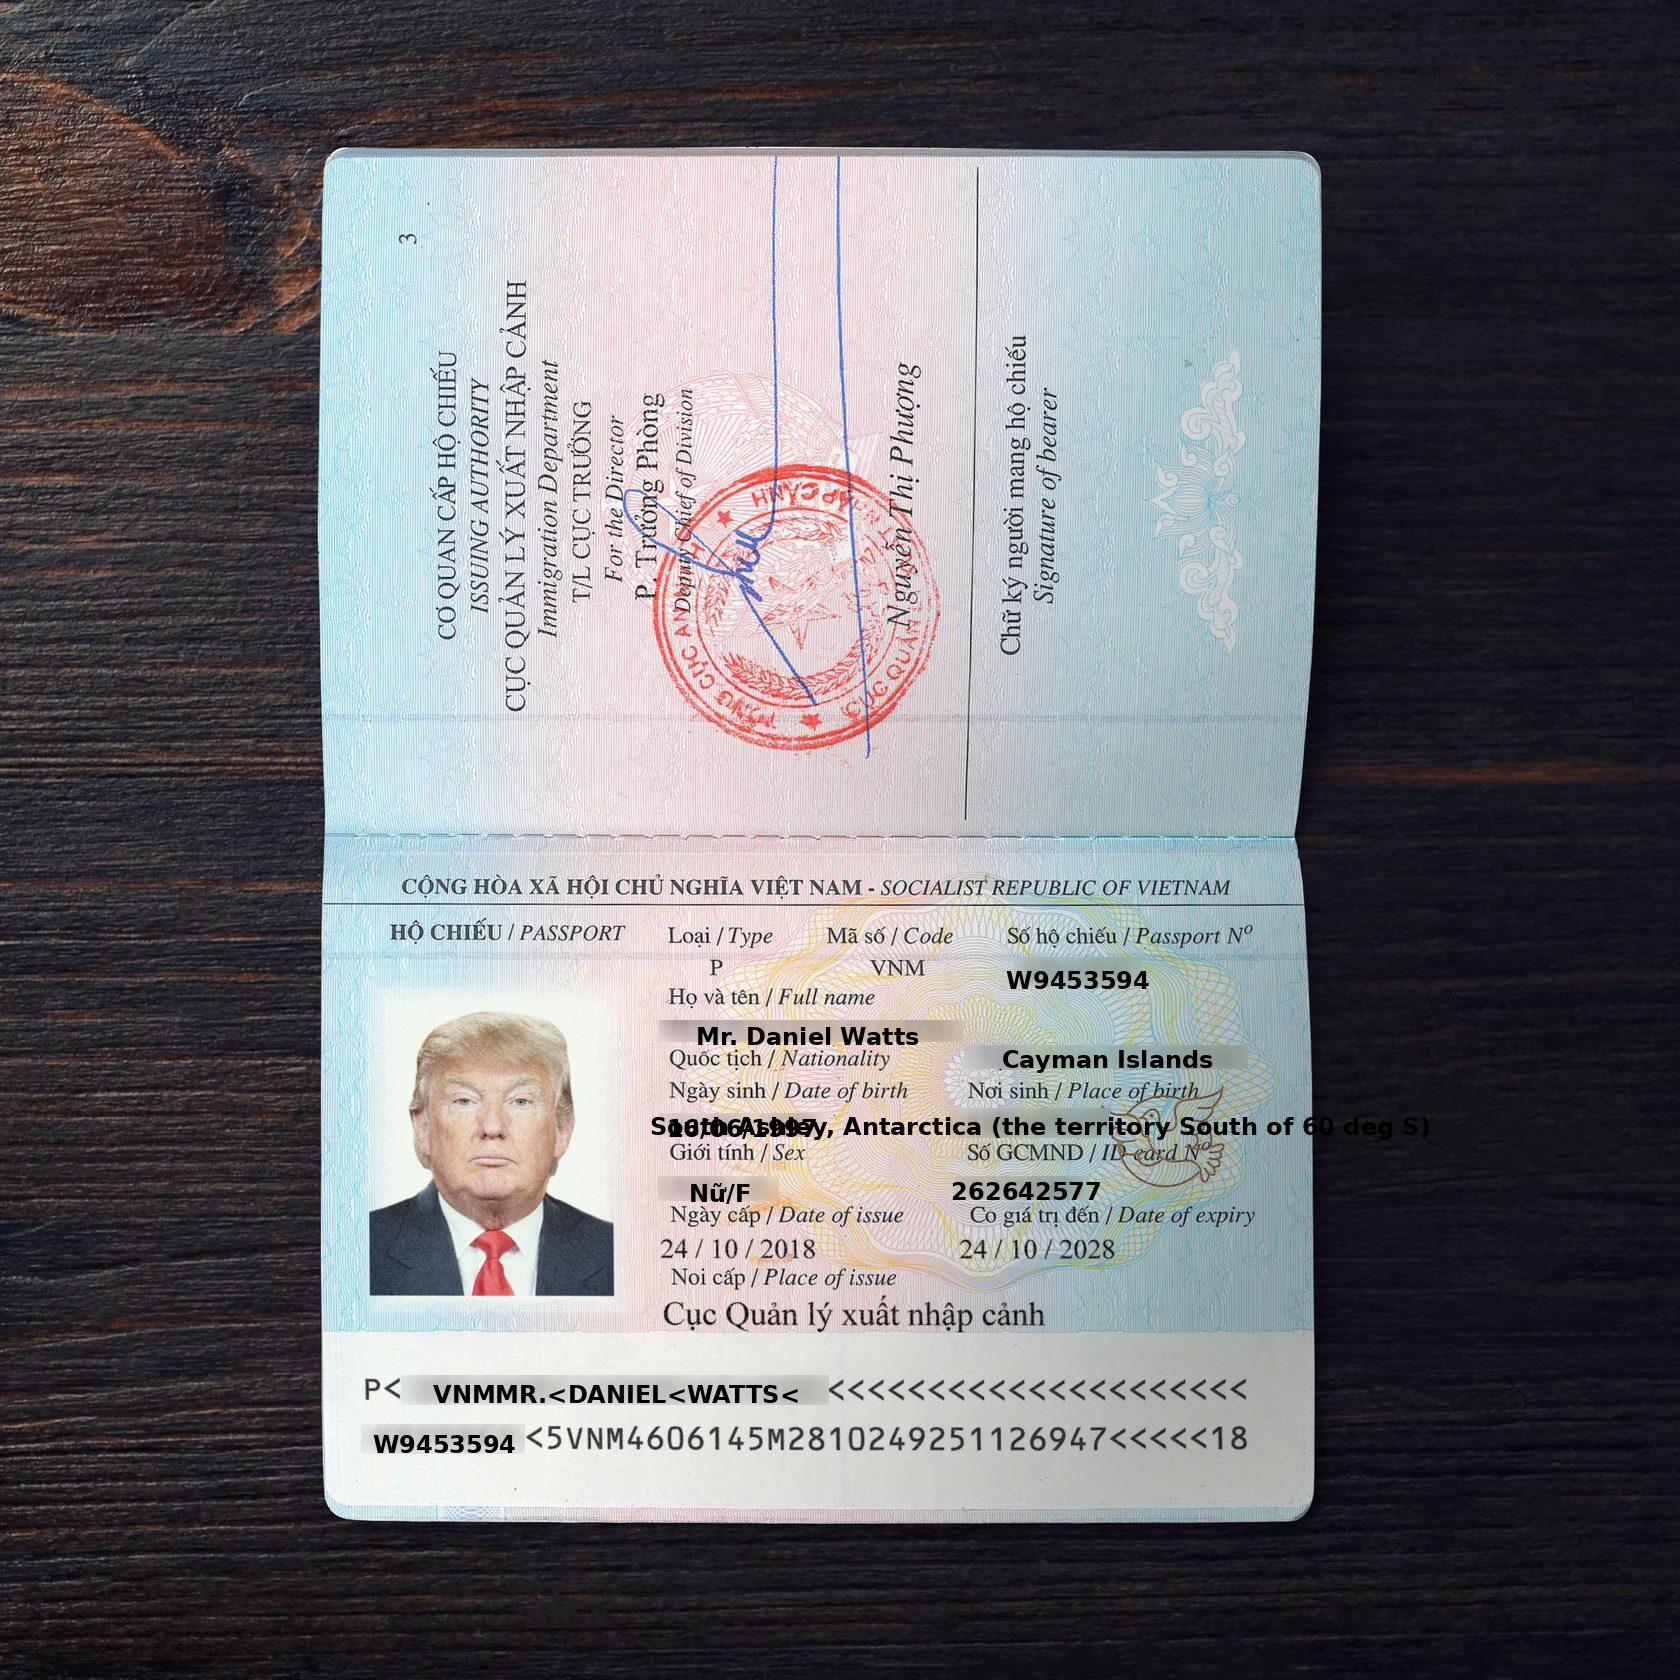 3
CƠ QUAN CẤP HỘ CHIẾU
ISSUING AUTHORITY
CỤC QUẢN LÝ XUẤT NHẬP CẢNH
Immigration Department
T/L CỤC TRƯỞNG
For the Director
P. Trưởng Phòng
Deputy Chief of Division
Nguyễn Thị Phượng
Chữ ký người mang hộ chiếu
Signature of bearer
CỘNG HÒA XÃ HỘI CHỦ NGHĨA VIỆT NAM - SOCIALIST REPUBLIC OF VIETNAM
HỘ CHIẾU / PASSPORT
Loại / Type Mã số / Code Số hộ chiếu / Passport Nº
P VNM W9453594
Họ và tên / Full name
Mr. Daniel Watts
Quốc tịch / Nationality Cayman Islands
Ngày sinh / Date of birth Nơi sinh / Place of birth
South Ashley, Antarctica (the territory South of 60 deg S)
Giới tính / Sex Số GCMND / ID card Nº
Nữ/F 262642577
Ngày cấp / Date of issue Co giá trị đến / Date of expiry
24 / 10 / 2018 24 / 10 / 2028
Noi cấp / Place of issue
Cục Quản lý xuất nhập cảnh
P< VNMMR.<DANIEL<WATTS< <<<<<<<<<<<<<<<<<<<<<<
W9453594 <5VNM4606145M2810249251126947<<<<<18